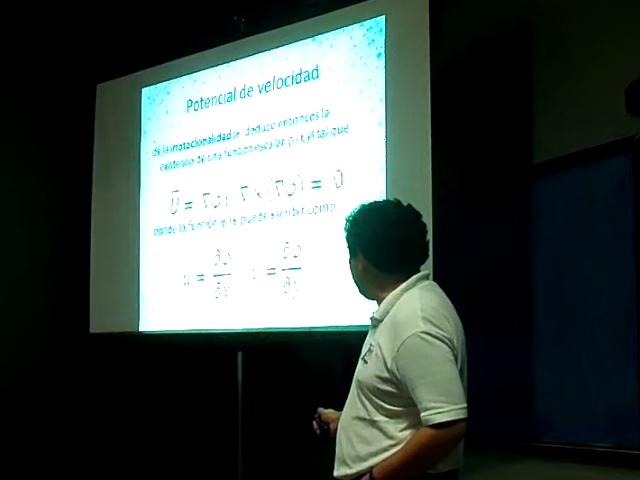 Potencial de velocidad
de la irrotacionalidad se deduce entonces la
existencia de una función escalar φ(x,y) tal que
U = ∇φ; ∇ × (∇φ) = 0
donde la función φ se puede escribir como
u = ∂φ/∂x v = ∂φ/∂y